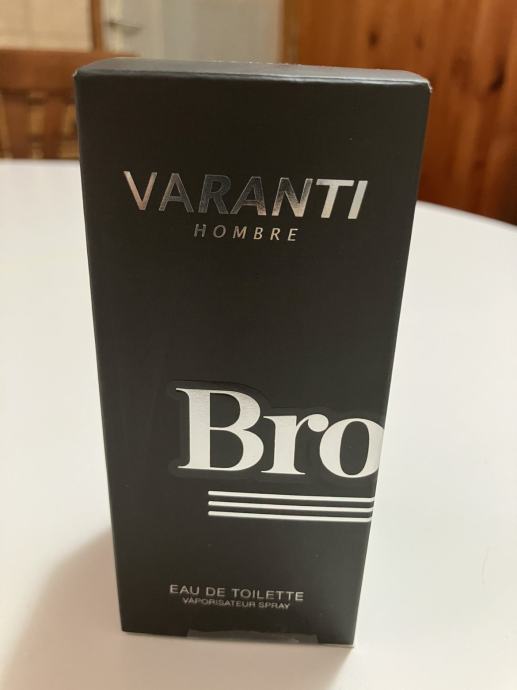 VARANTI
HOMBRE
Bro
EAU DE TOILETTE
VAPORISATEUR SPRAY